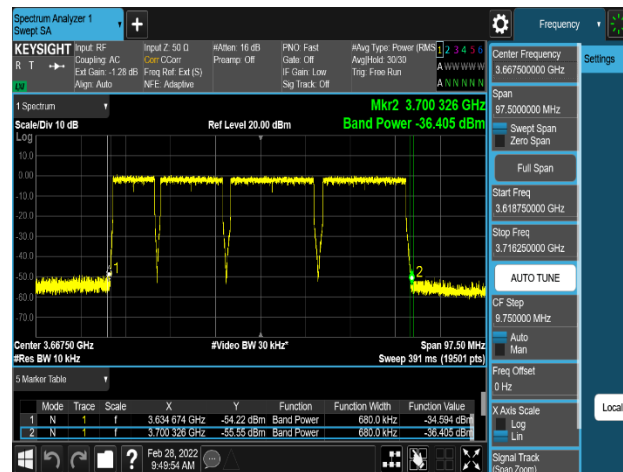 Spectrum Analyzer 1
Swept SA
Frequency
KEYSIGHT
R T
Input: RF
Coupling: AC
Ext Gain: -1.28 dB
Align: Auto
Input Z: 50 Ω
Corr CCorr
Freq Ref: Ext (S)
NFE: Adaptive
#Atten: 16 dB
Preamp: Off
PNO: Fast
Gate: Off
IF Gain: Low
Sig Track: Off
#Avg Type: Power (RMS
Avg|Hold: 30/30
Trig: Free Run
1 2 3 4 5 6
A W W W W W
A N N N N N
1 Spectrum
Scale/Div 10 dB
Log
Ref Level 20.00 dBm
Mkr2 3.700 326 GHz
Band Power -36.405 dBm
10.0
0.00
-10.0
-20.0
-30.0
-40.0
-50.0
-60.0
-70.0
1
2
Center 3.66750 GHz
#Res BW 10 kHz
#Video BW 30 kHz*
Span 97.50 MHz
Sweep 391 ms (19501 pts)
5 Marker Table
Mode Trace Scale X Y Function Function Width Function Value
1 N 1 f 3.634 674 GHz -54.22 dBm Band Power 680.0 kHz -34.594 dBm
2 N 1 f 3.700 326 GHz -55.55 dBm Band Power 680.0 kHz -36.405 dBm
Feb 28, 2022
9:49:54 AM
Center Frequency
3.667500000 GHz
Span
97.5000000 MHz
Swept Span
Zero Span
Full Span
Start Freq
3.618750000 GHz
Stop Freq
3.716250000 GHz
AUTO TUNE
CF Step
9.750000 MHz
Auto
Man
Freq Offset
0 Hz
X Axis Scale
Log
Lin
Signal Track
(Span Zoom)
Settings
Local